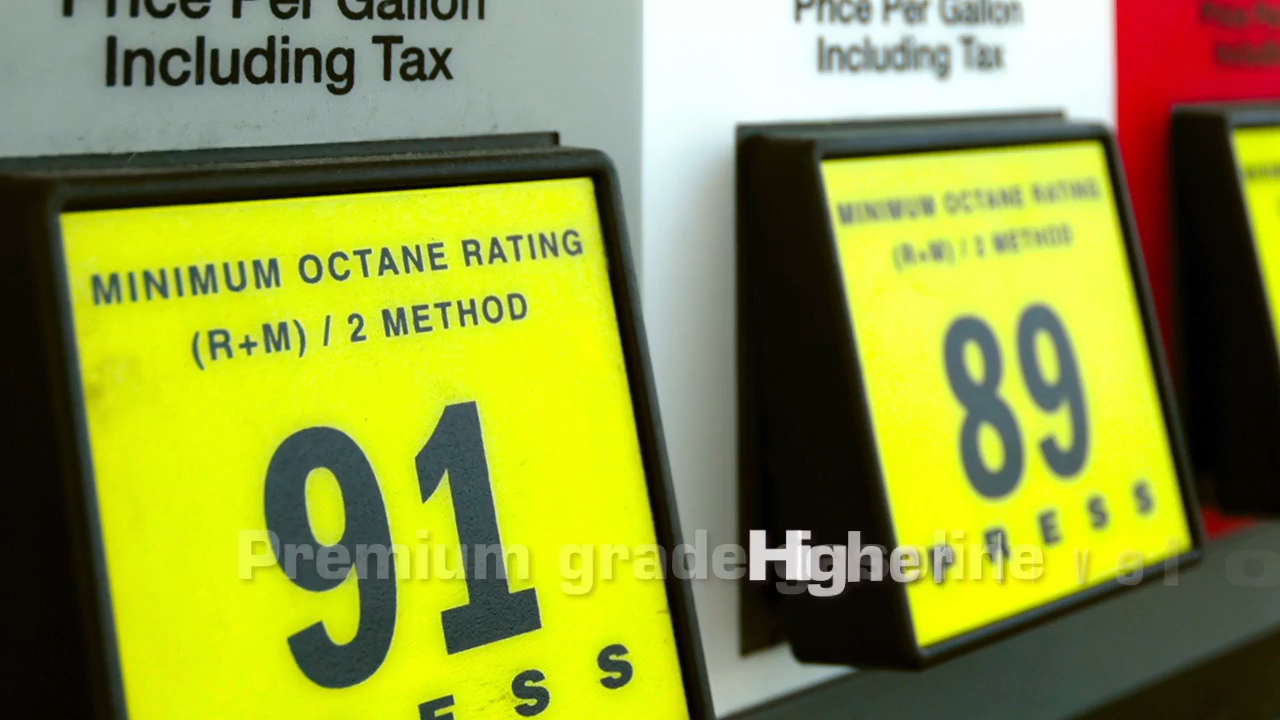 Price Per Gallon
Including Tax
MINIMUM OCTANE RATING
(R+M) / 2 METHOD
91
E S S
Price Per Gallon
Including Tax
MINIMUM OCTANE RATING
(R+M) / 2 METHOD
89
P R E S S
Premium grade
Higher